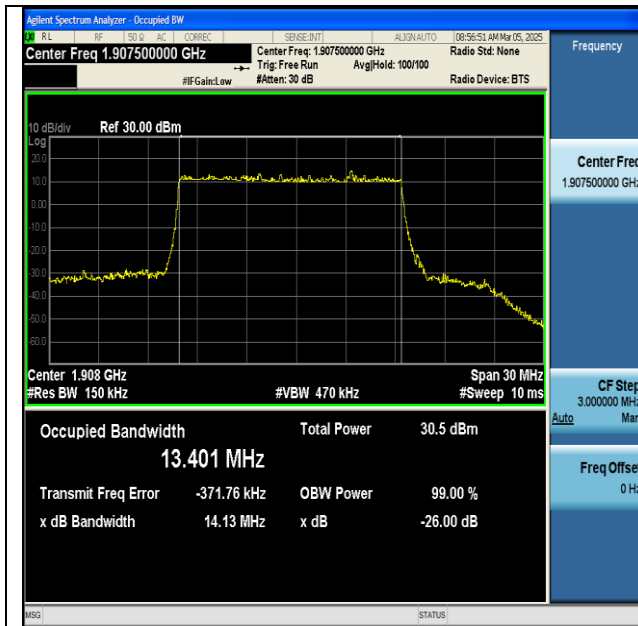 Agilent Spectrum Analyzer - Occupied BW
RL RF 50 Ω AC CORREC SENSE:INT ALIGN AUTO 08:56:51 AM Mar 05, 2025
Center Freq 1.907500000 GHz
Center Freq: 1.907500000 GHz
Radio Std: None
Trig: Free Run Avg|Hold: 100/100
#IFGain:Low #Atten: 30 dB Radio Device: BTS
Frequency
10 dB/div Ref 30.00 dBm
Log
20.0
10.0
0.00
-10.0
-20.0
-30.0
-40.0
-50.0
-60.0
Center Freq
1.907500000 GHz
Center 1.908 GHz Span 30 MHz
#Res BW 150 kHz #VBW 470 kHz #Sweep 10 ms
CF Step
3.000000 MHz
Auto Man
Occupied Bandwidth Total Power 30.5 dBm
13.401 MHz
Transmit Freq Error -371.76 kHz OBW Power 99.00 %
x dB Bandwidth 14.13 MHz x dB -26.00 dB
Freq Offset
0 Hz
MSG STATUS